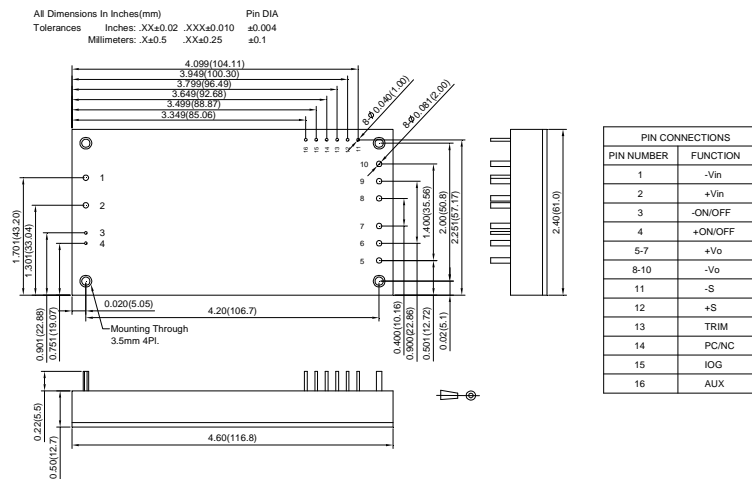 All Dimensions In Inches(mm) Pin DIA
Tolerances Inches: .XX±0.02 .XXX±0.010 ±0.004
Millimeters: .X±0.5 .XX±0.25 ±0.1
4.099(104.11)
3.949(100.30)
3.799(96.49)
3.649(92.68)
3.499(88.87)
3.349(85.06)
8-Ø0.040(1.00)
8-Ø0.081(2.00)
16 15 14 13 12 11
10
9
8
7
6
5
1
2
3
4
1.701(43.20)
1.301(33.04)
0.901(22.88)
0.751(19.07)
1.400(35.56)
2.00(50.8)
2.251(57.17)
2.40(61.0)
0.020(5.05)
4.20(106.7)
Mounting Through
3.5mm 4PI.
0.400(10.16)
0.900(22.86)
0.501(12.72)
0.02(5.1)
0.22(5.5)
0.50(12.7)
4.60(116.8)
PIN CONNECTIONS
PIN NUMBER FUNCTION
1 -Vin
2 +Vin
3 -ON/OFF
4 +ON/OFF
5-7 +Vo
8-10 -Vo
11 -S
12 +S
13 TRIM
14 PC/NC
15 IOG
16 AUX